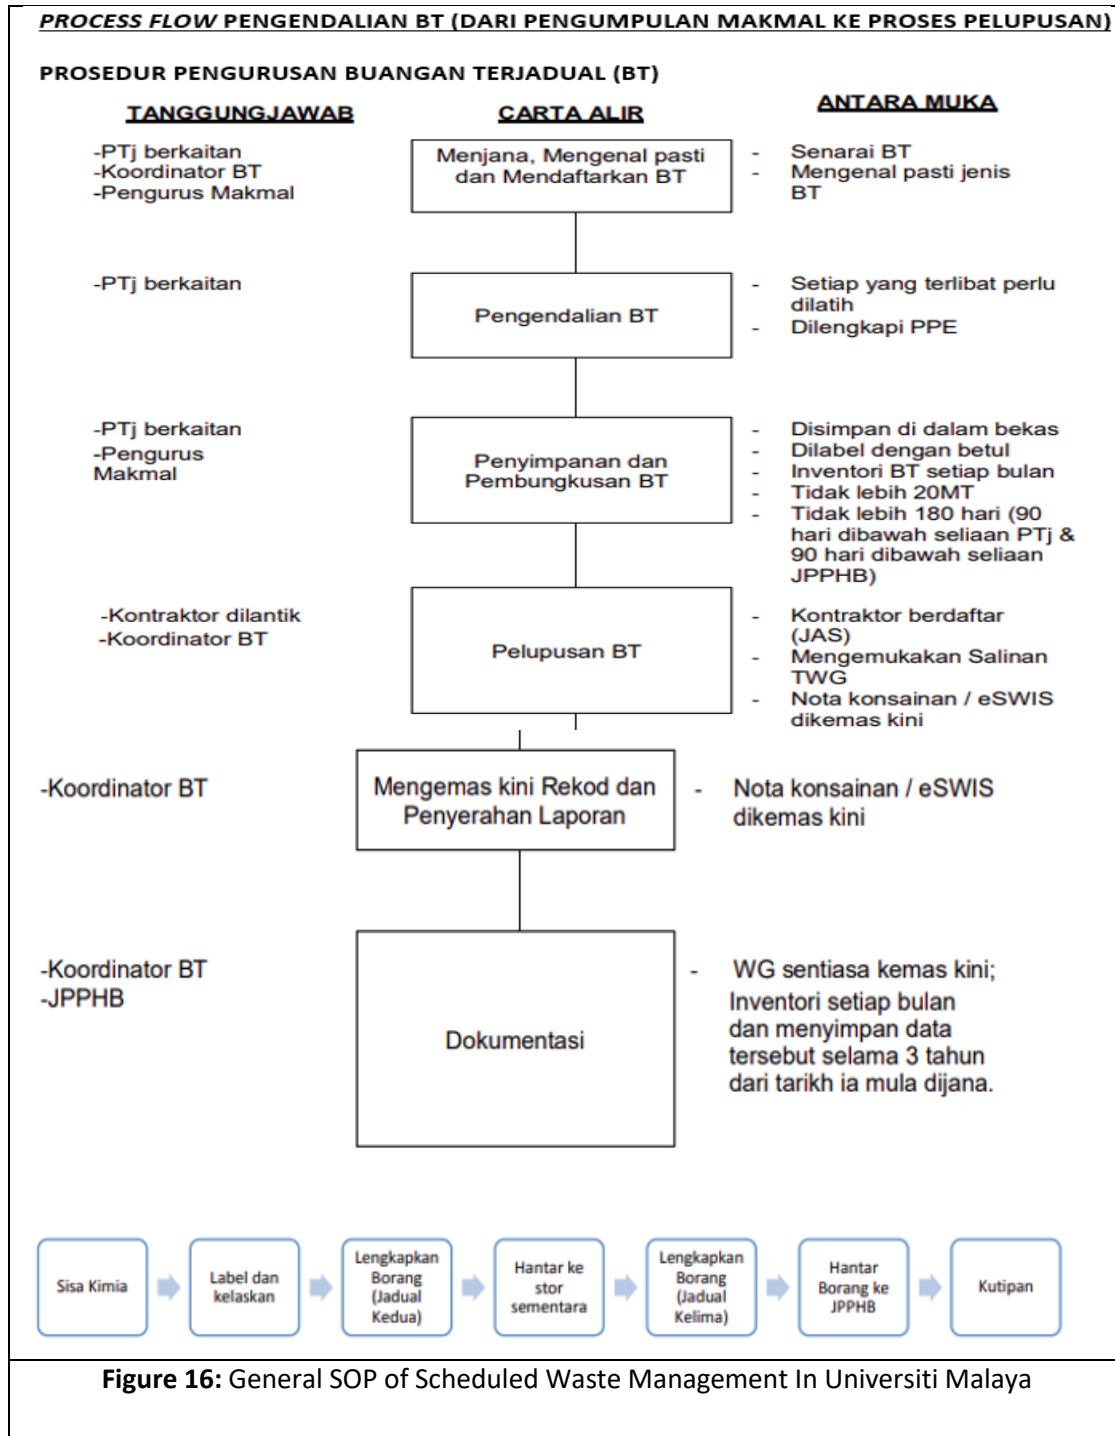 PROCESS FLOW PENGENDALIAN BT (DARI PENGUMPULAN MAKMAL KE PROSES PELUPUSAN)
PROSEDUR PENGURUSAN BUANGAN TERJADUAL (BT)
TANGGUNGJAWAB
CARTA ALIR
ANTARA MUKA
-PTj berkaitan
-Koordinator BT
-Pengurus Makmal
Menjana, Mengenal pasti
dan Mendaftarkan BT
- Senarai BT
- Mengenal pasti jenis
BT
-PTj berkaitan
Pengendalian BT
- Setiap yang terlibat perlu
dilatih
- Dilengkapi PPE
-PTj berkaitan
-Pengurus
Makmal
Penyimpanan dan
Pembungkusan BT
- Disimpan di dalam bekas
- Dilabel dengan betul
- Inventori BT setiap bulan
- Tidak lebih 20MT
- Tidak lebih 180 hari (90
hari dibawah seliaan PTj &
90 hari dibawah seliaan
JPPHB)
-Kontraktor dilantik
-Koordinator BT
Pelupusan BT
- Kontraktor berdaftar
(JAS)
- Mengemukakan Salinan
TWG
- Nota konsainan / eSWIS
dikemas kini
-Koordinator BT
Mengemas kini Rekod dan
Penyerahan Laporan
- Nota konsainan / eSWIS
dikemas kini
-Koordinator BT
-JPPHB
Dokumentasi
- WG sentiasa kemas kini;
Inventori setiap bulan
dan menyimpan data
tersebut selama 3 tahun
dari tarikh ia mula dijana.
Sisa Kimia
Label dan
kelaskan
Lengkapkan
Borang
(Jadual
Kedua)
Hantar ke
stor
sementara
Lengkapkan
Borang
(Jadual
Kelima)
Hantar
Borang ke
JPPHB
Kutipan
Figure 16: General SOP of Scheduled Waste Management In Universiti Malaya